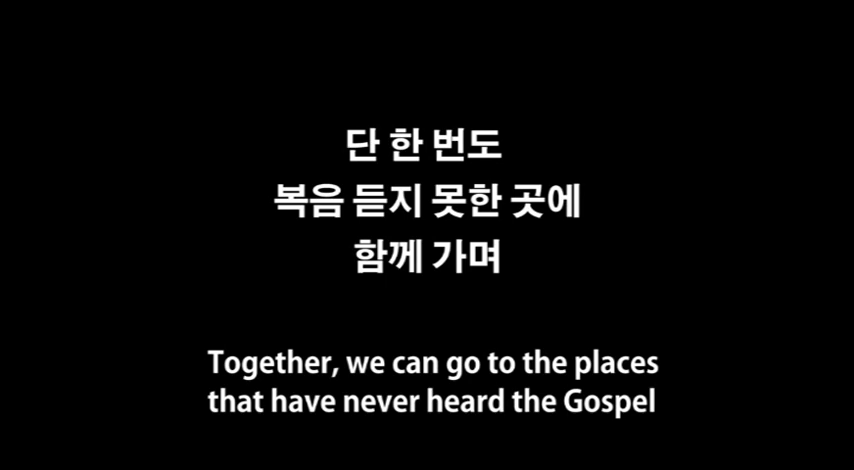 단 한 번도
복음 듣지 못한 곳에
함께 가며
Together, we can go to the places
that have never heard the Gospel